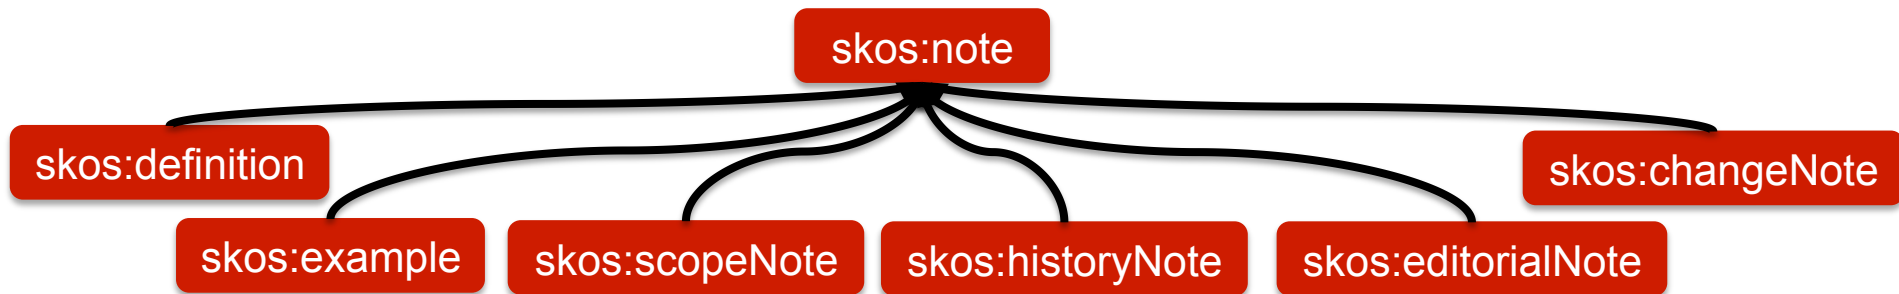 skos:note
skos:definition
skos:changeNote
skos:example
skos:scopeNote
skos:historyNote
skos:editorialNote